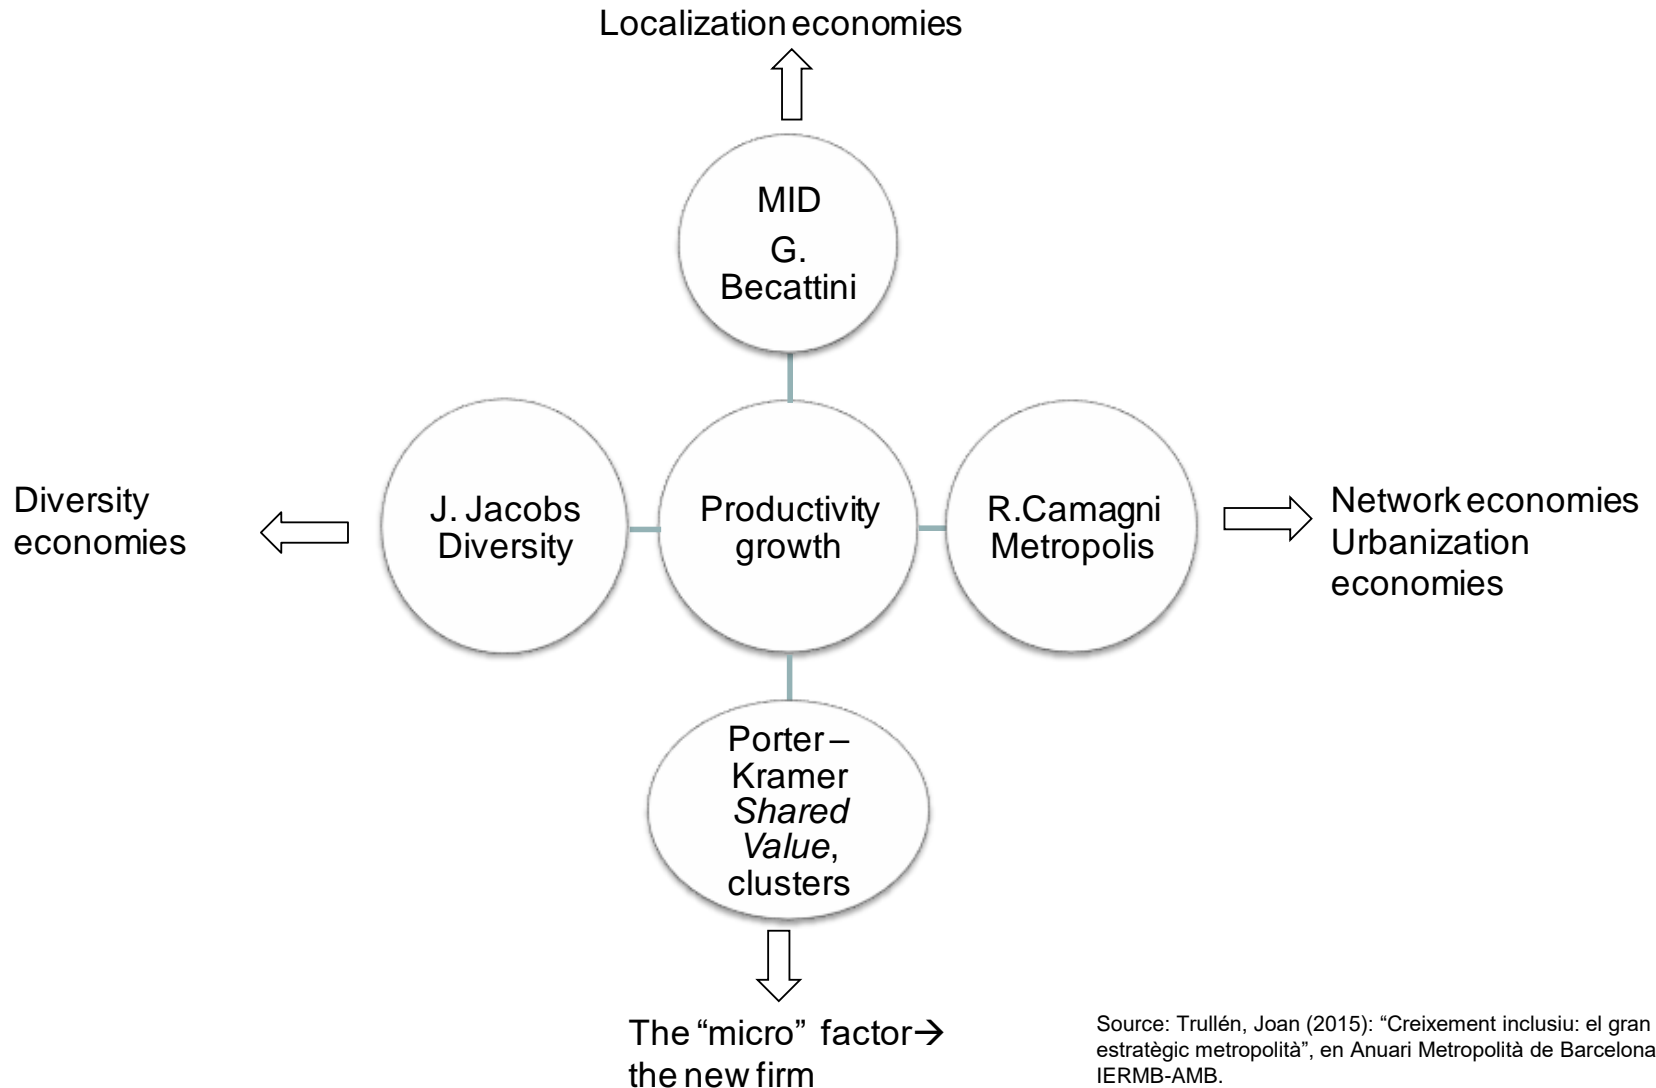 Localization economies
MID
G.
Becattini
Diversity
economies
J. Jacobs
Diversity
Productivity
growth
R.Camagni
Metropolis
Network economies
Urbanization
economies
Porter –
Kramer
Shared
Value,
clusters
The “micro” factor→
the new firm
Source: Trullén, Joan (2015): “Creixement inclusiu: el gran
estratègic metropolità”, en Anuari Metropolità de Barcelona
IERMB-AMB.